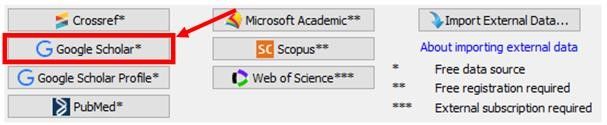 Crossref*
Microsoft Academic**
Import External Data...
Google Scholar*
Scopus**
About importing external data
Google Scholar Profile*
Web of Science***
* Free data source
** Free registration required
PubMed*
*** External subscription required